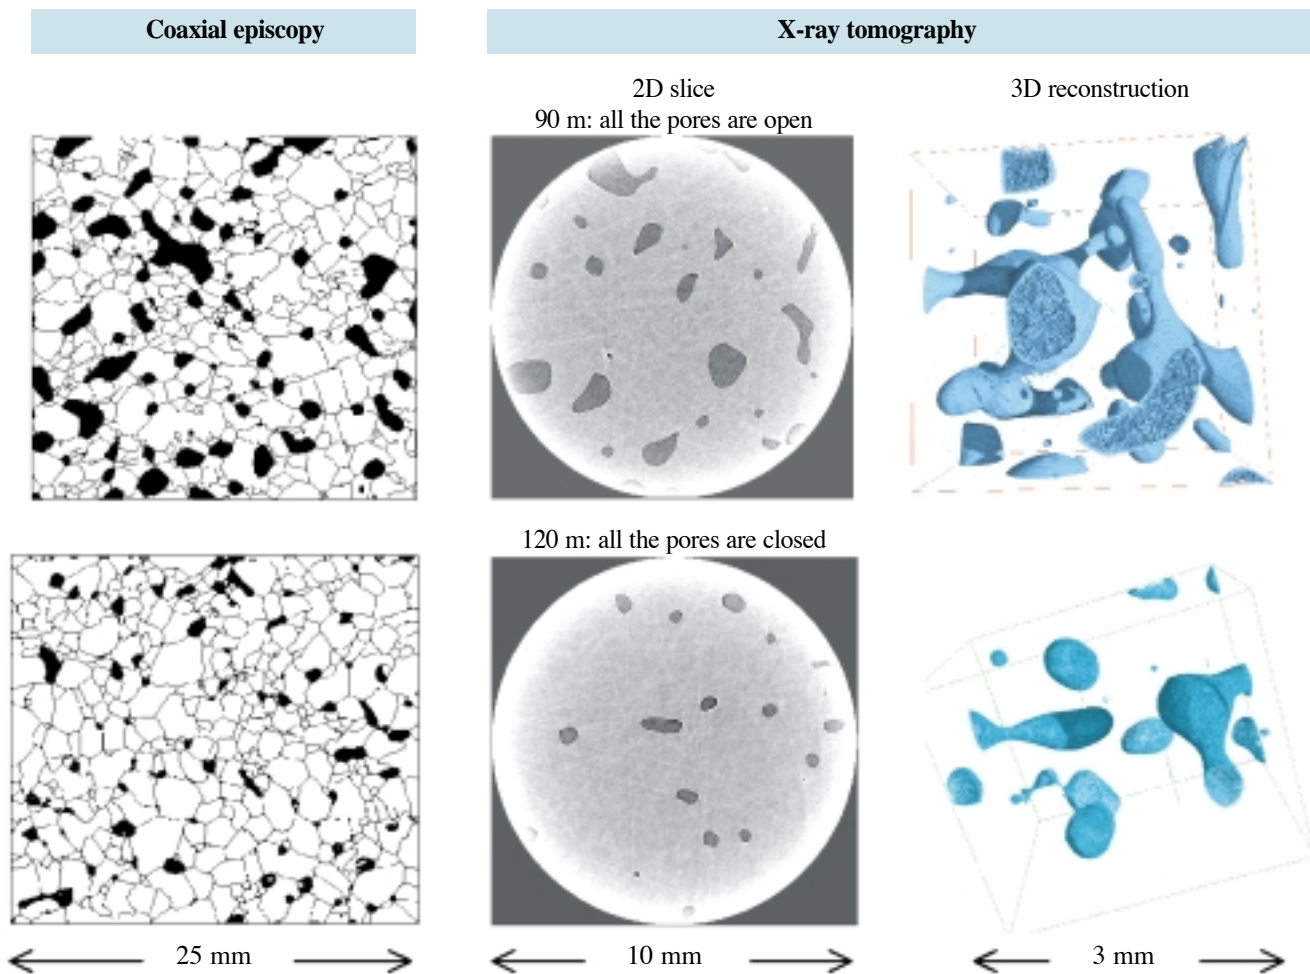 Coaxial episcopy
X-ray tomography
2D slice
3D reconstruction
90 m: all the pores are open
120 m: all the pores are closed
25 mm
10 mm
3 mm